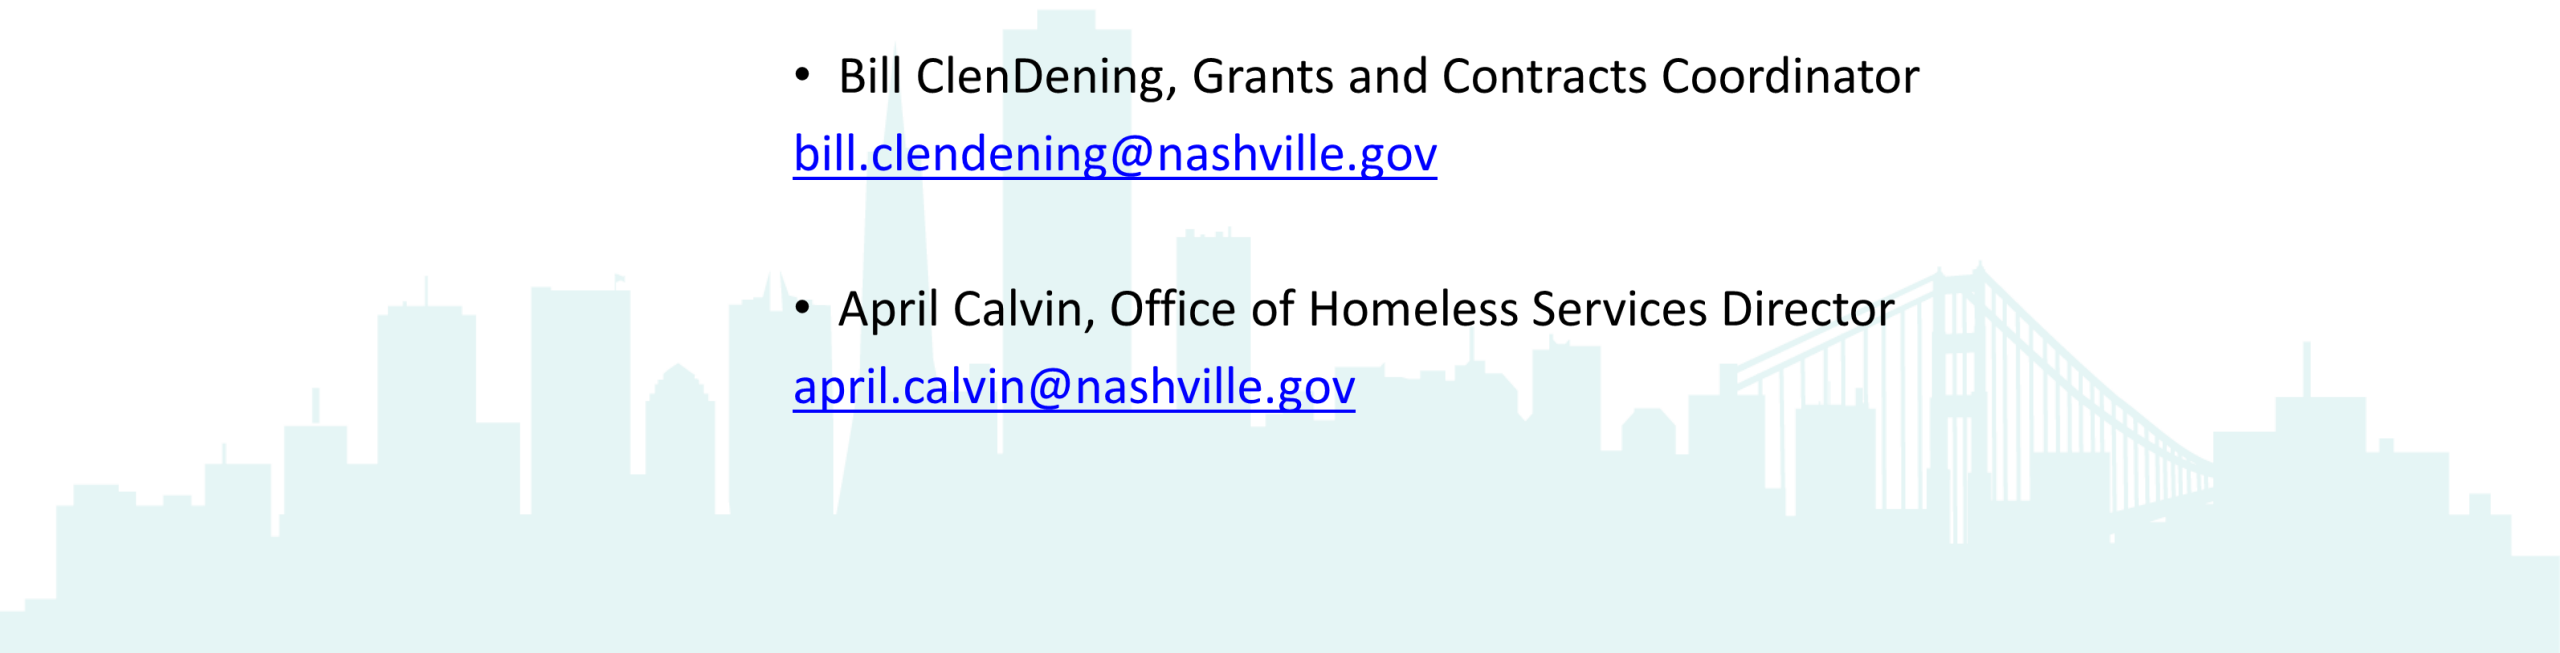 • Bill ClenDening, Grants and Contracts Coordinator
bill.clendening@nashville.gov
• April Calvin, Office of Homeless Services Director
april.calvin@nashville.gov